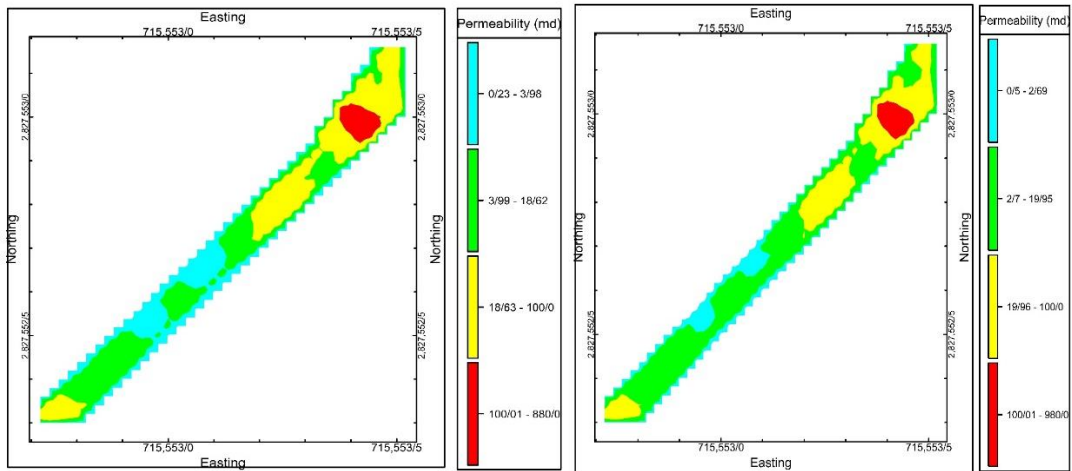 Easting
715,553/0
715,553/5
Northing
2,827,553/0
2,827,552/5
2,827,553/0
2,827,552/5
Northing
715,553/0
715,553/5
Easting
Permeability (md)
0/23 - 3/98
3/99 - 18/62
18/63 - 100/0
100/01 - 880/0
Easting
715,553/0
715,553/5
Northing
2,827,553/0
2,827,552/5
2,827,553/0
2,827,552/5
Northing
715,553/0
715,553/5
Easting
Permeability (md)
0/5 - 2/69
2/7 - 19/95
19/96 - 100/0
100/01 - 980/0